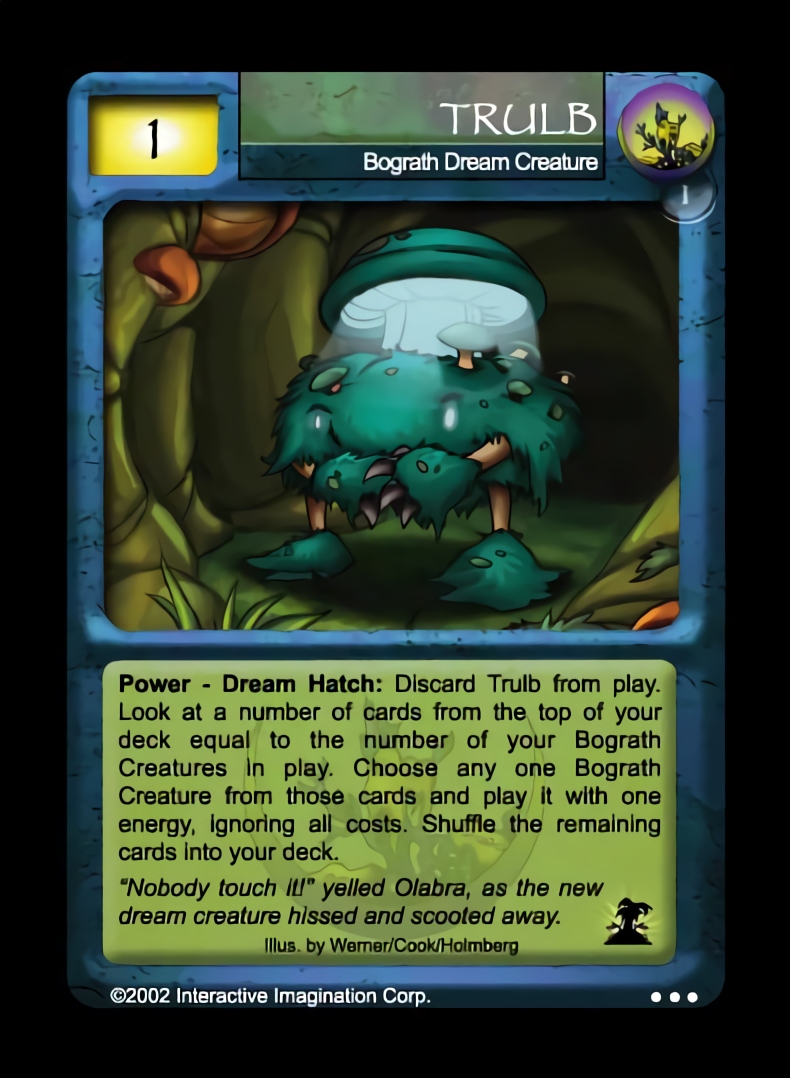 1
TRULB
Bograth Dream Creature
1
Power - Dream Hatch: Discard Trulb from play.
Look at a number of cards from the top of your
deck equal to the number of your Bograth
Creatures in play. Choose any one Bograth
Creature from those cards and play it with one
energy, ignoring all costs. Shuffle the remaining
cards into your deck.
"Nobody touch it!" yelled Olabra, as the new
dream creature hissed and scooted away.
Illus. by Werner/Cook/Holmberg
©2002 Interactive Imagination Corp.